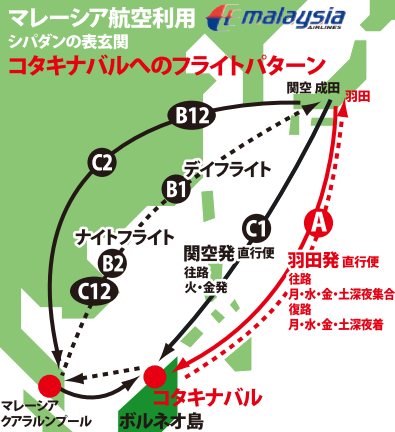 マレーシア航空利用
malaysia
AIRLINES
シパダンの表玄関
コタキナバルへのフライトパターン
関空 成田
羽田
B12
C2
デイフライト
B1
A
C1
ナイトフライト
関空発 直行便
往路
火・金発
羽田発 直行便
往路
月・水・金・土深夜集合
復路
月・水・金・土深夜着
B2
C12
コタキナバル
マレーシア
クアラルンプール
ボルネオ島